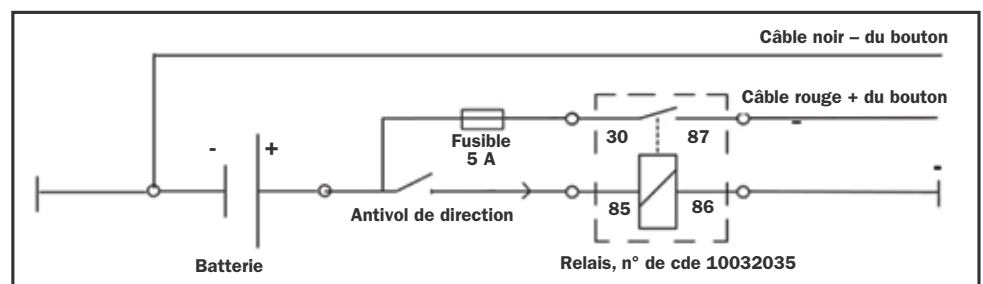 Câble noir – du bouton
Câble rouge + du bouton
Fusible
5 A
30
87
-
-
+
-
Antivol de direction
85
86
Batterie
Relais, n° de cde 10032035